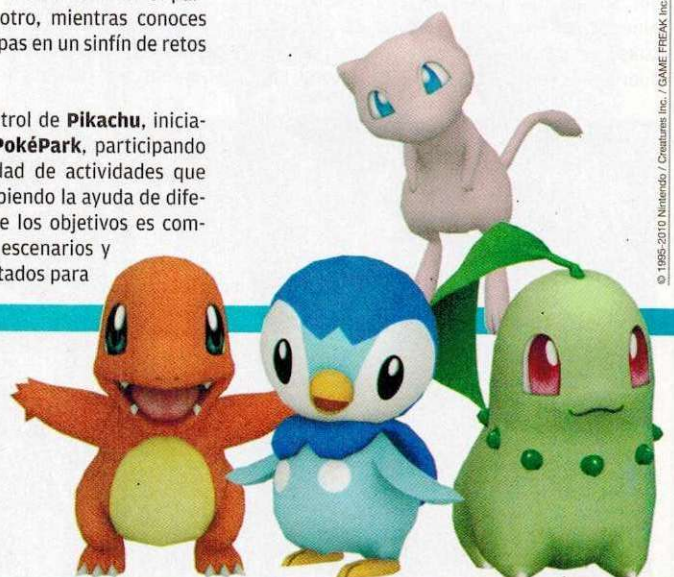 otro, mientras conoces
pas en un sinfín de retos
trol de Pikachu, inicia-
PokéPark, participando
dad de actividades que
biendo la ayuda de dife-
e los objetivos es com-
escenarios y
tados para
© 1995-2010 Nintendo / Creatures Inc. / GAME FREAK Inc.